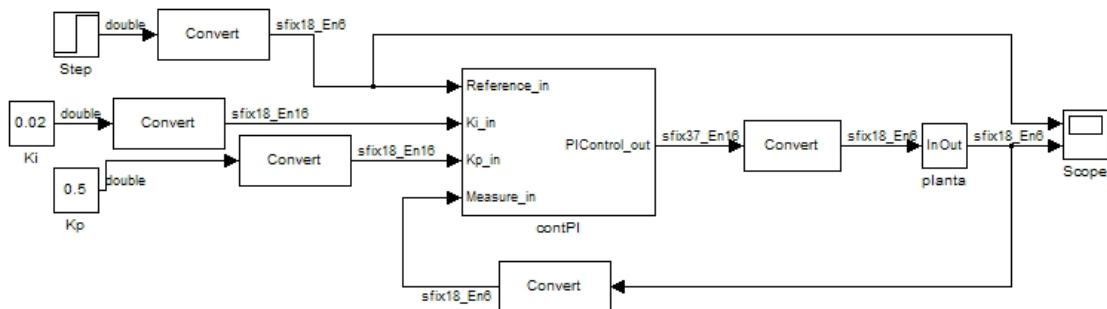 double
Convert
sfix18_En6
Step
Reference_in
0.02
double
Convert
sfix18_En16
Ki_in
Ki
Convert
sfix18_En16
Kp_in
PIControl_out
sfix37_En16
Convert
sfix18_En6
InOut
sfix18_En6
planta
Scope
0.5
double
Kp
Measure_in
contPI
sfix18_En6
Convert